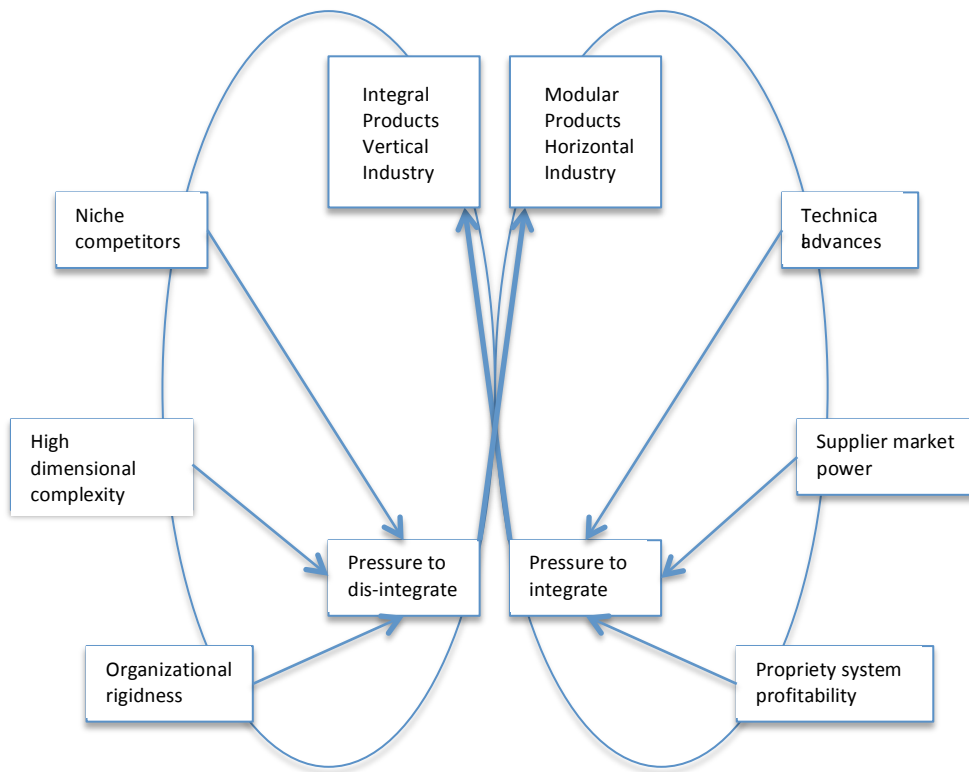 Integral
Products
Vertical
Industry
Modular
Products
Horizontal
Industry
Niche
competitors
Technical
advances
High
dimensional
complexity
Supplier market
power
Pressure to
dis-integrate
Pressure to
integrate
Organizational
rigidness
Propriety system
profitability